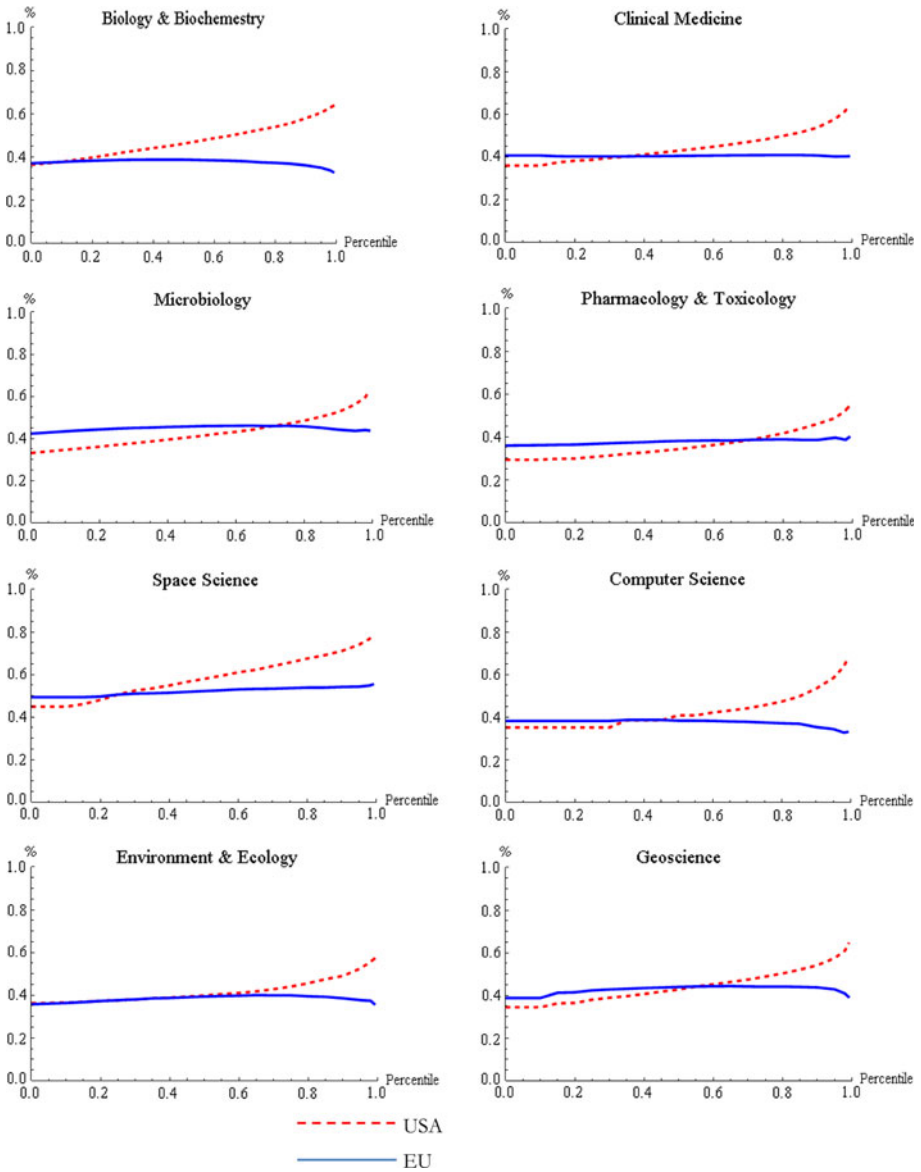 %
Biology & Biochemestry
1.0
0.8
0.6
0.4
0.2
0.0
Percentile
0.0 0.2 0.4 0.6 0.8 1.0
%
Clinical Medicine
1.0
0.8
0.6
0.4
0.2
0.0
Percentile
0.0 0.2 0.4 0.6 0.8 1.0
%
Microbiology
1.0
0.8
0.6
0.4
0.2
0.0
Percentile
0.0 0.2 0.4 0.6 0.8 1.0
%
Pharmacology & Toxicology
1.0
0.8
0.6
0.4
0.2
0.0
Percentile
0.0 0.2 0.4 0.6 0.8 1.0
%
Space Science
1.0
0.8
0.6
0.4
0.2
0.0
Percentile
0.0 0.2 0.4 0.6 0.8 1.0
%
Computer Science
1.0
0.8
0.6
0.4
0.2
0.0
Percentile
0.0 0.2 0.4 0.6 0.8 1.0
%
Environment & Ecology
1.0
0.8
0.6
0.4
0.2
0.0
Percentile
0.0 0.2 0.4 0.6 0.8 1.0
%
Geoscience
1.0
0.8
0.6
0.4
0.2
0.0
Percentile
0.0 0.2 0.4 0.6 0.8 1.0
USA
EU